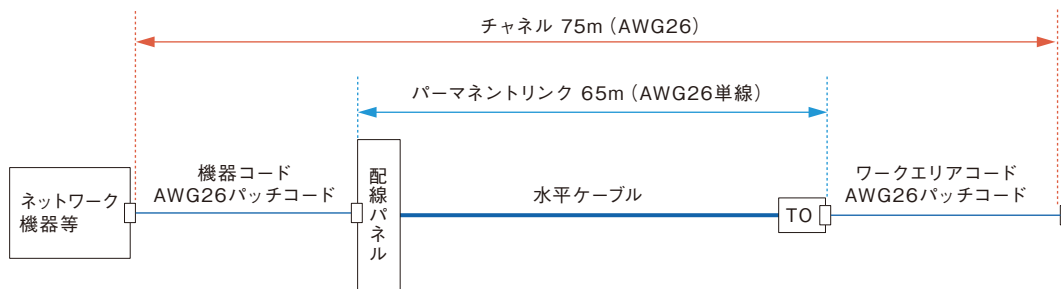 チャネル 75m (AWG26)
パーマネントリンク 65m (AWG26単線)
ネットワーク
機器等
機器コード
AWG26パッチコード
配線パネル
水平ケーブル
TO
ワークエリアコード
AWG26パッチコード